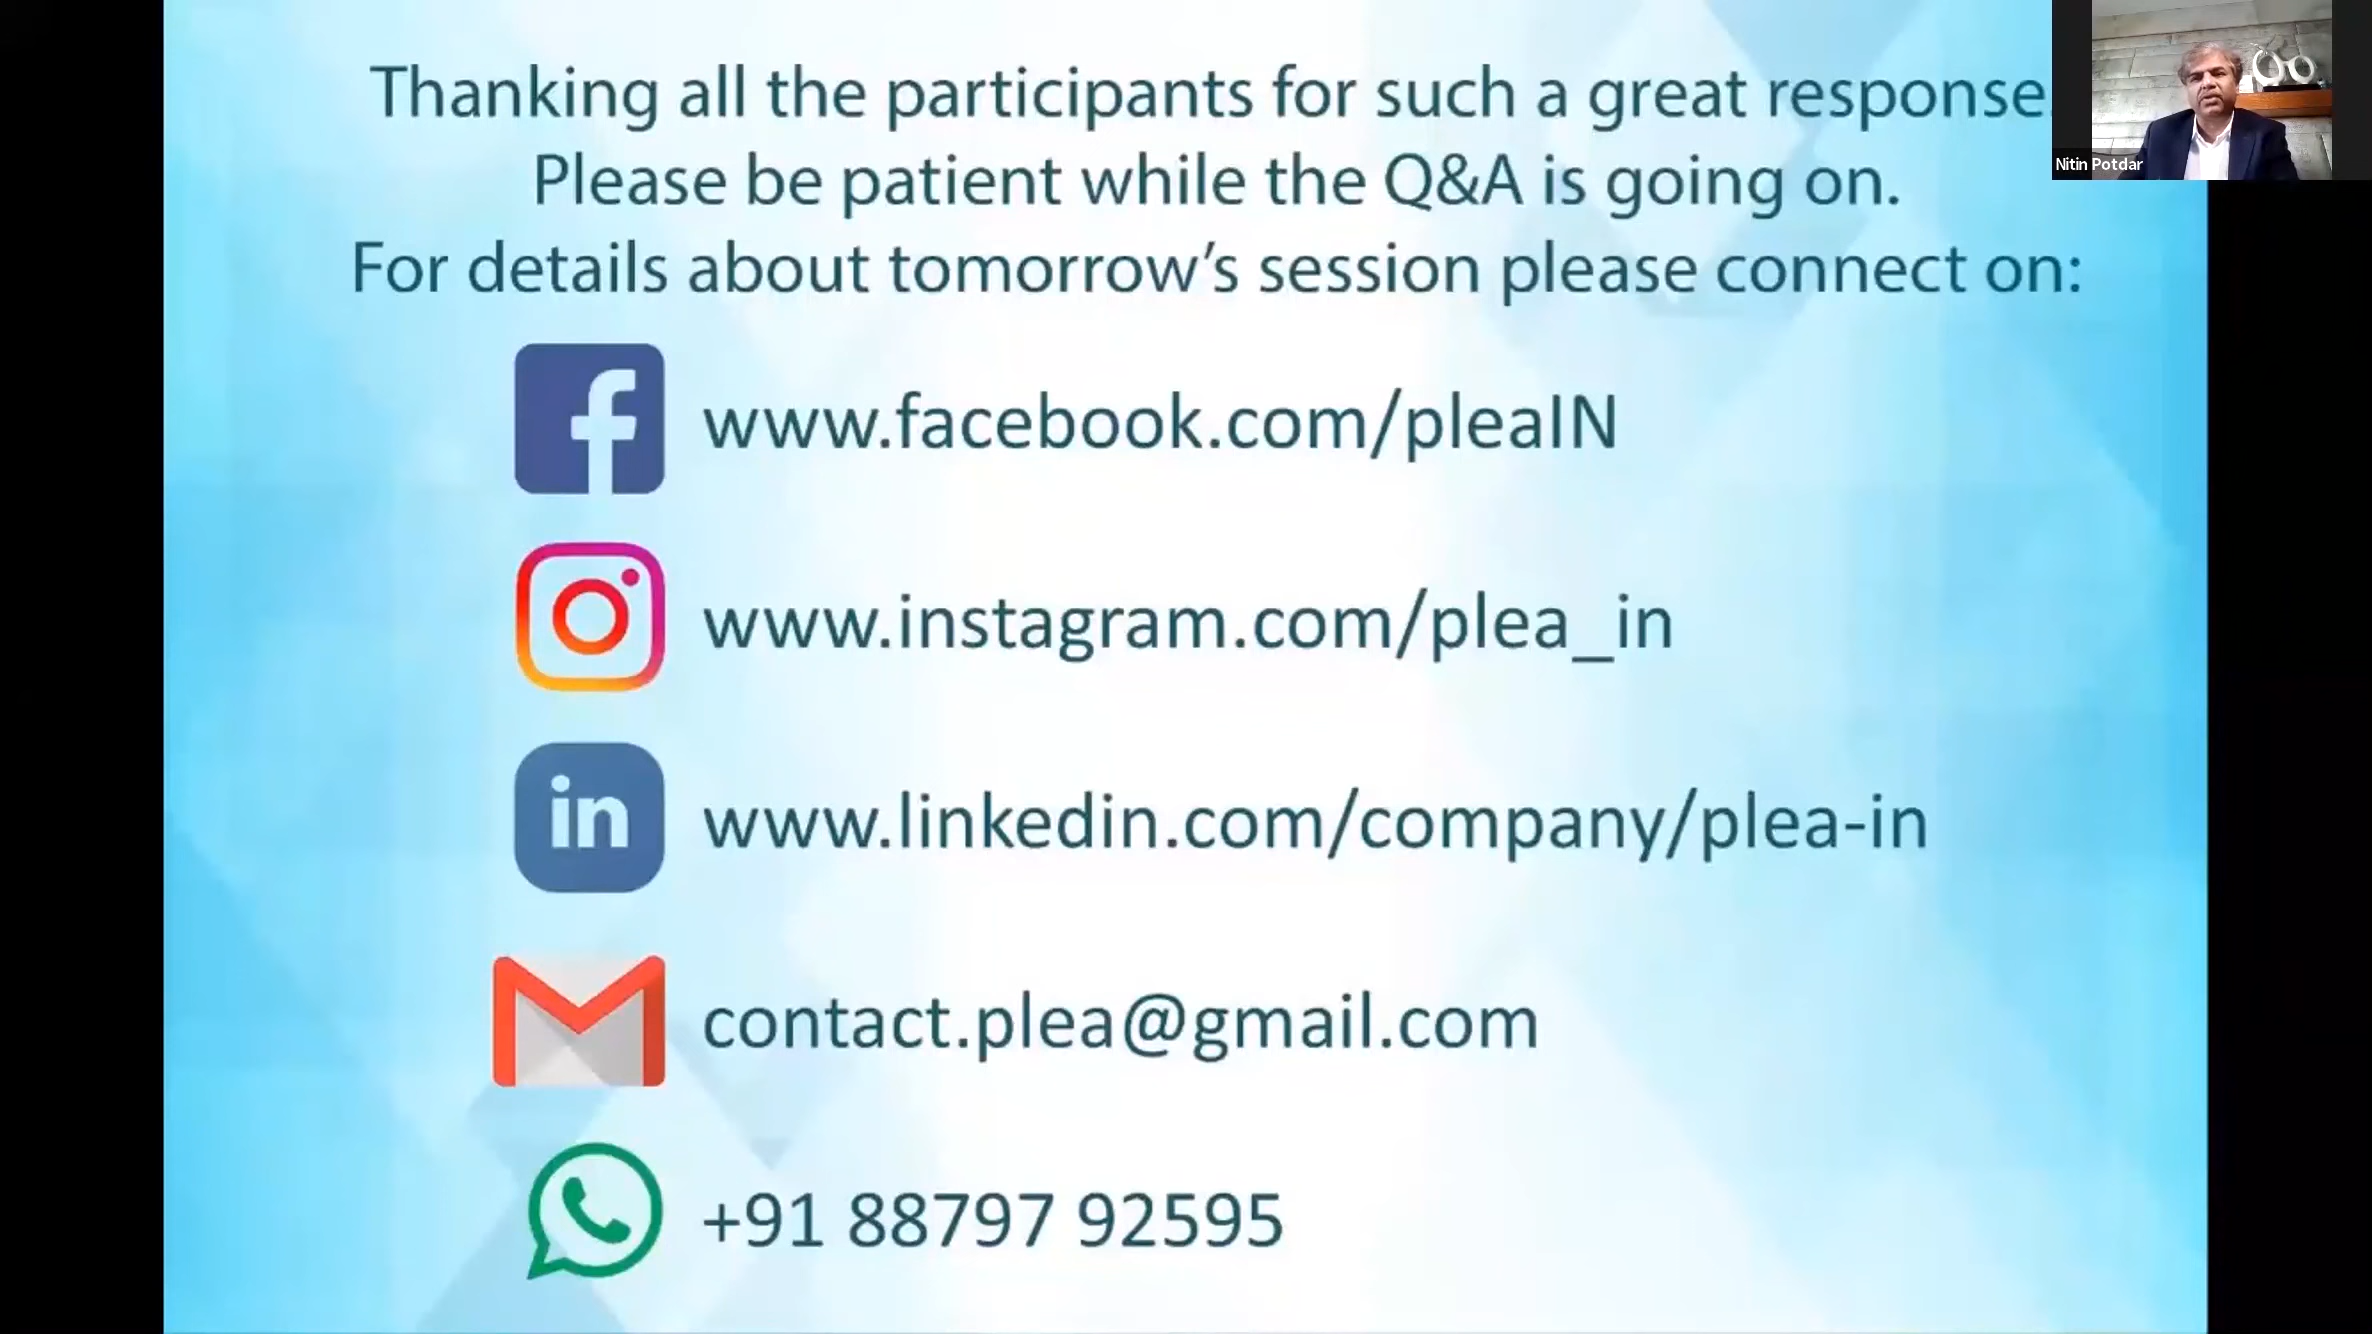 Thanking all the participants for such a great response.
Please be patient while the Q&A is going on.
For details about tomorrow's session please connect on:
www.facebook.com/pleaIN
www.instagram.com/plea_in
in www.linkedin.com/company/plea-in
contact.plea@gmail.com
+91 88797 92595
Nitin Potdar